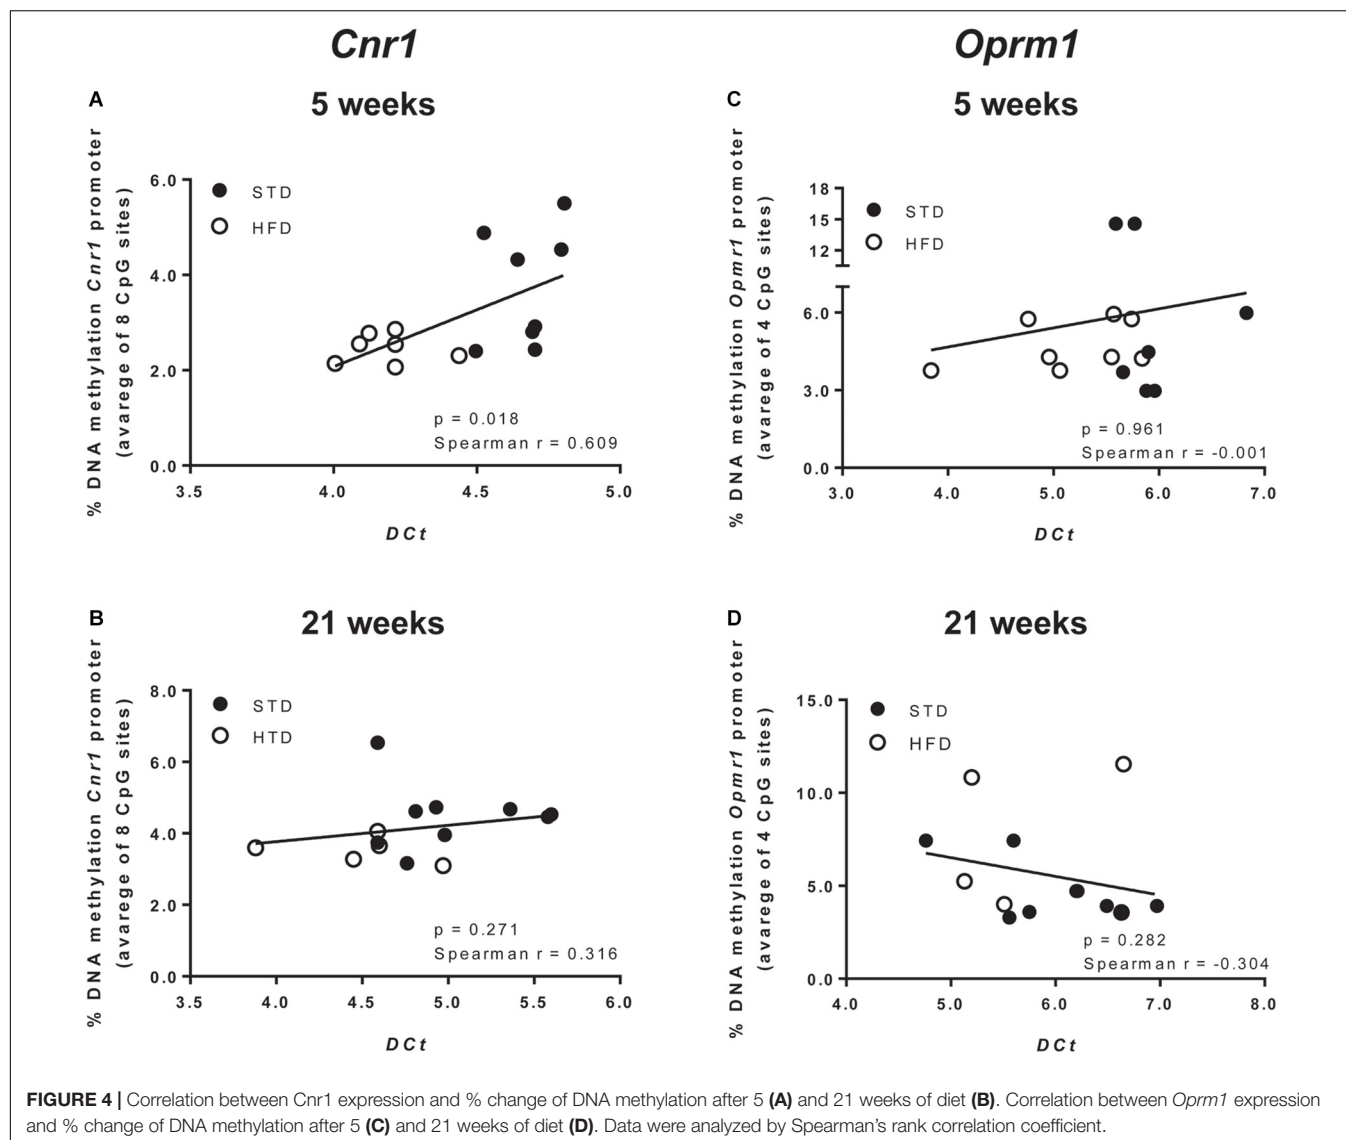 Cnr1
Oprm1
A
5 weeks
% DNA methylation Cnr1 promoter
(avarege of 8 CpG sites)
6.0
4.0
2.0
0.0
STD
HFD
p = 0.018
Spearman r = 0.609
3.5 4.0 4.5 5.0
DCt
C
5 weeks
% DNA methylation Opmr1 promoter
(avarege of 4 CpG sites)
18
15
12
6.0
3.0
0.0
STD
HFD
p = 0.961
Spearman r = -0.001
3.0 4.0 5.0 6.0 7.0
DCt
B
21 weeks
% DNA methylation Cnr1 promoter
(avarege of 8 CpG sites)
8.0
6.0
4.0
2.0
0.0
STD
HTD
p = 0.271
Spearman r = 0.316
3.5 4.0 4.5 5.0 5.5 6.0
DCt
D
21 weeks
% DNA methylation Opmr1 promoter
(avarege of 4 CpG sites)
15.0
10.0
5.0
0.0
STD
HFD
p = 0.282
Spearman r = -0.304
4.0 5.0 6.0 7.0 8.0
DCt
FIGURE 4 | Correlation between Cnr1 expression and % change of DNA methylation after 5 (A) and 21 weeks of diet (B). Correlation between Oprm1 expression
and % change of DNA methylation after 5 (C) and 21 weeks of diet (D). Data were analyzed by Spearman's rank correlation coefficient.